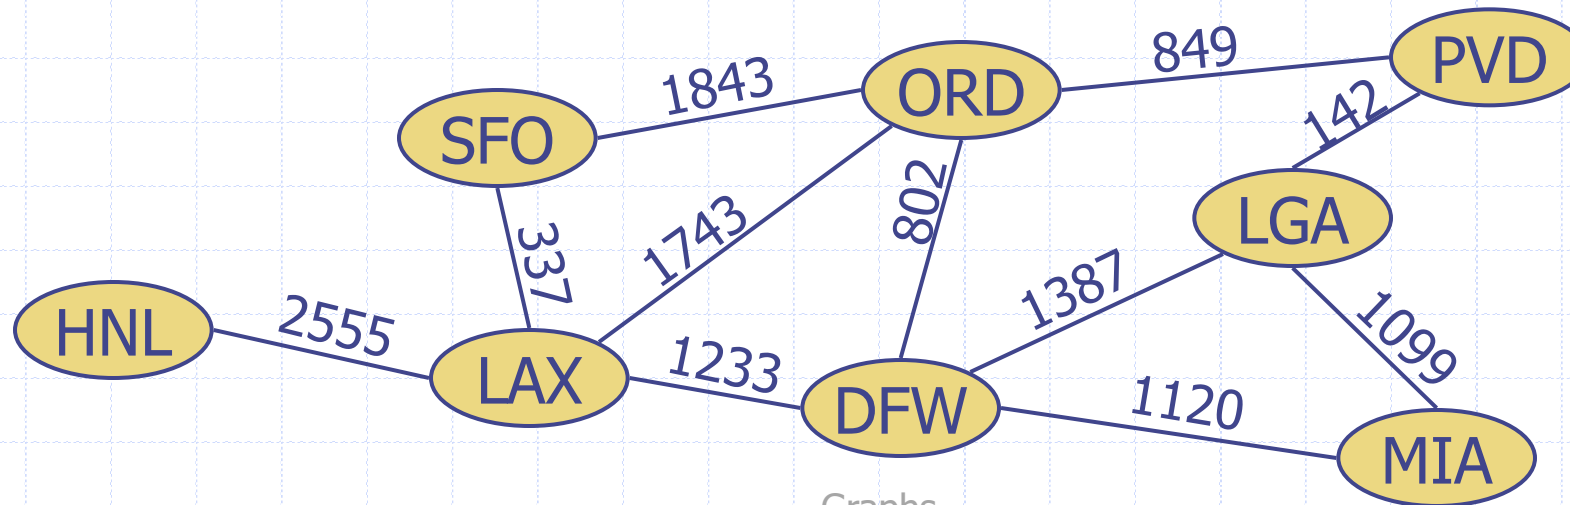 849
PVD
1843
ORD
142
SFO
802
LGA
1743
337
1387
HNL
2555
1099
LAX
1233
DFW
1120
MIA
Graphs